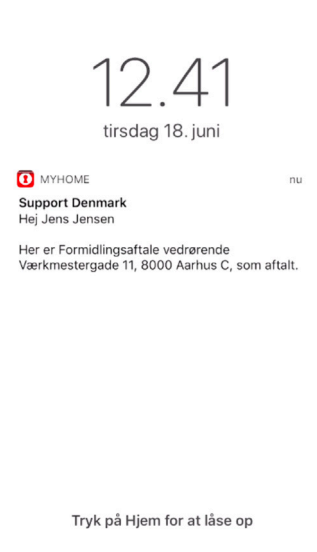 12.41
tirsdag 18. juni
MYHOME nu
Support Denmark
Hej Jens Jensen
Her er Formidlingsaftale vedrørende
Værkmestergade 11, 8000 Aarhus C, som aftalt.
Tryk på Hjem for at låse op